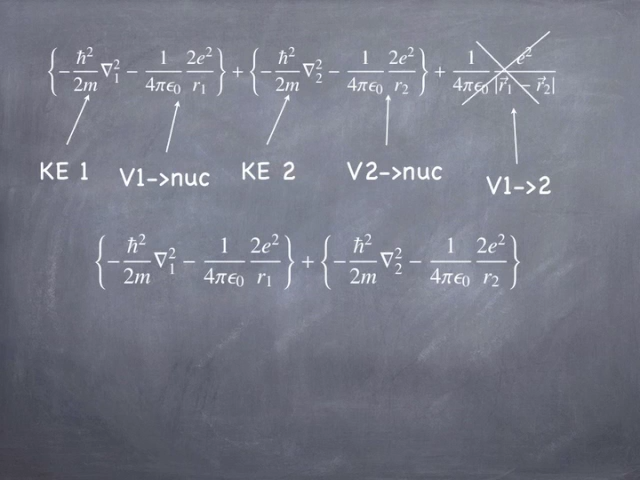 {−ℏ²/2m ∇₁² − 1/4πϵ₀ 2e²/r₁} + {−ℏ²/2m ∇₂² − 1/4πϵ₀ 2e²/r₂} + 1/4πϵ₀ e²/|r⃗₁ − r⃗₂|
KE 1 V1->nuc KE 2 V2->nuc V1->2
{−ℏ²/2m ∇₁² − 1/4πϵ₀ 2e²/r₁} + {−ℏ²/2m ∇₂² − 1/4πϵ₀ 2e²/r₂}